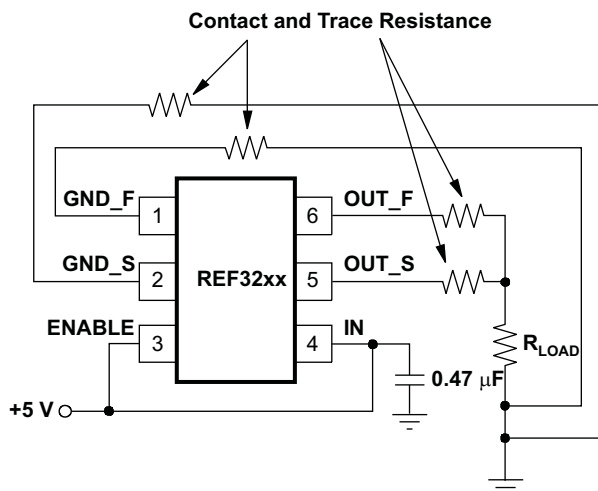 Contact and Trace Resistance
GND_F
1
6
OUT_F
GND_S
2
REF32xx
5
OUT_S
ENABLE
3
4
IN
R_LOAD
0.47 μF
+5 V